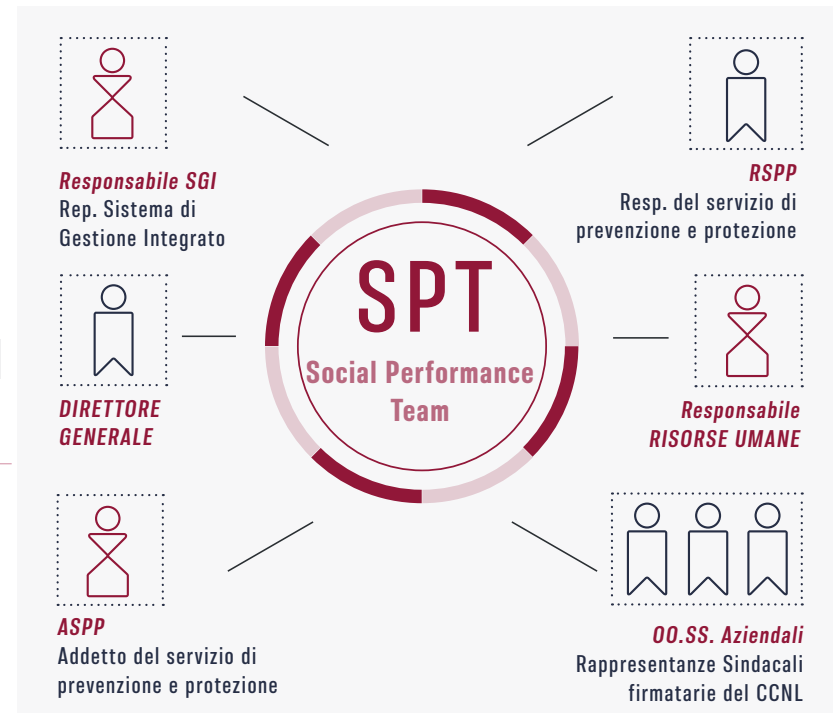 Responsabile SGI
Rep. Sistema di
Gestione Integrato
RSPP
Resp. del servizio di
prevenzione e protezione
SPT
Social Performance
Team
DIRETTORE
GENERALE
Responsabile
RISORSE UMANE
ASPP
Addetto del servizio di
prevenzione e protezione
OO.SS. Aziendali
Rappresentanze Sindacali
firmatarie del CCNL